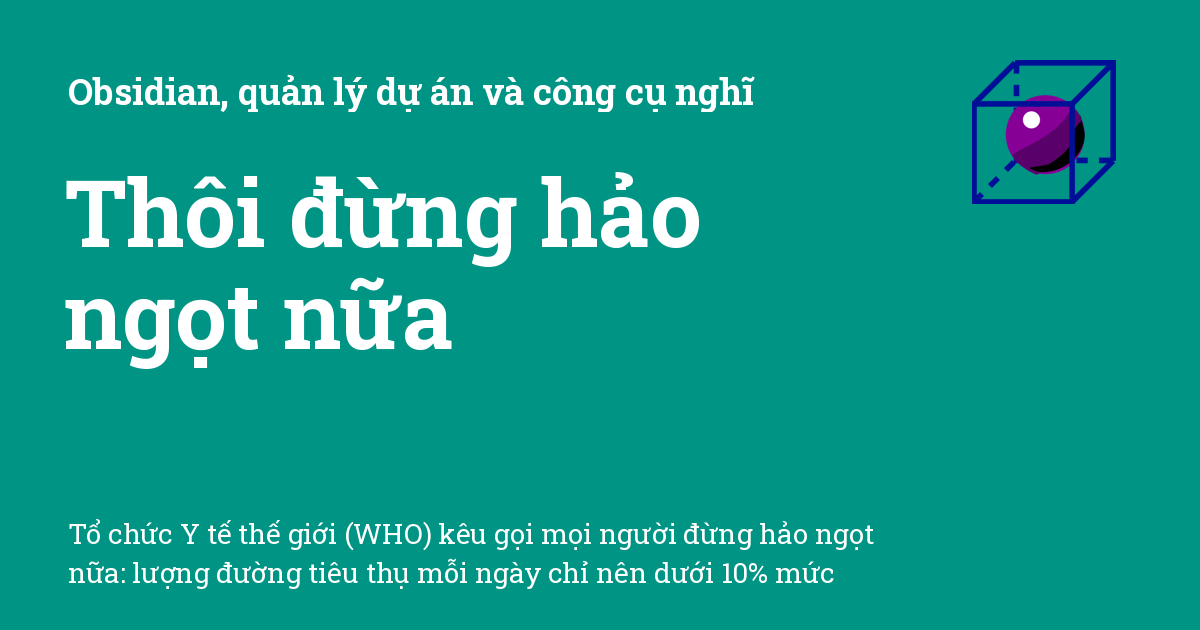 Obsidian, quản lý dự án và công cụ nghĩ
Thôi đừng hảo
ngọt nữa
Tổ chức Y tế thế giới (WHO) kêu gọi mọi người đừng hảo ngọt
nữa: lượng đường tiêu thụ mỗi ngày chỉ nên dưới 10% mức